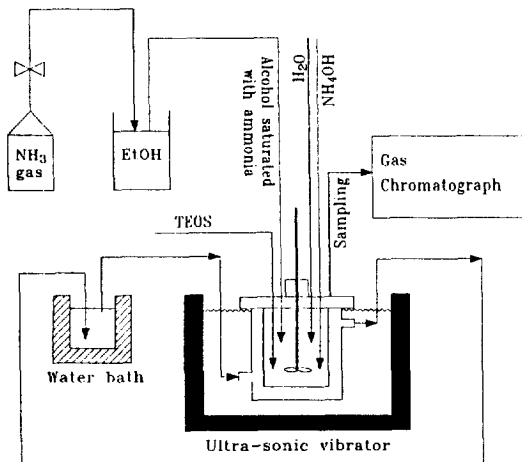 NH3
gas
EtOH
Alcohol saturated
with ammonia
H2O
NH4OH
Sampling
Gas
Chromatograph
TEOS
Water bath
Ultra-sonic vibrator